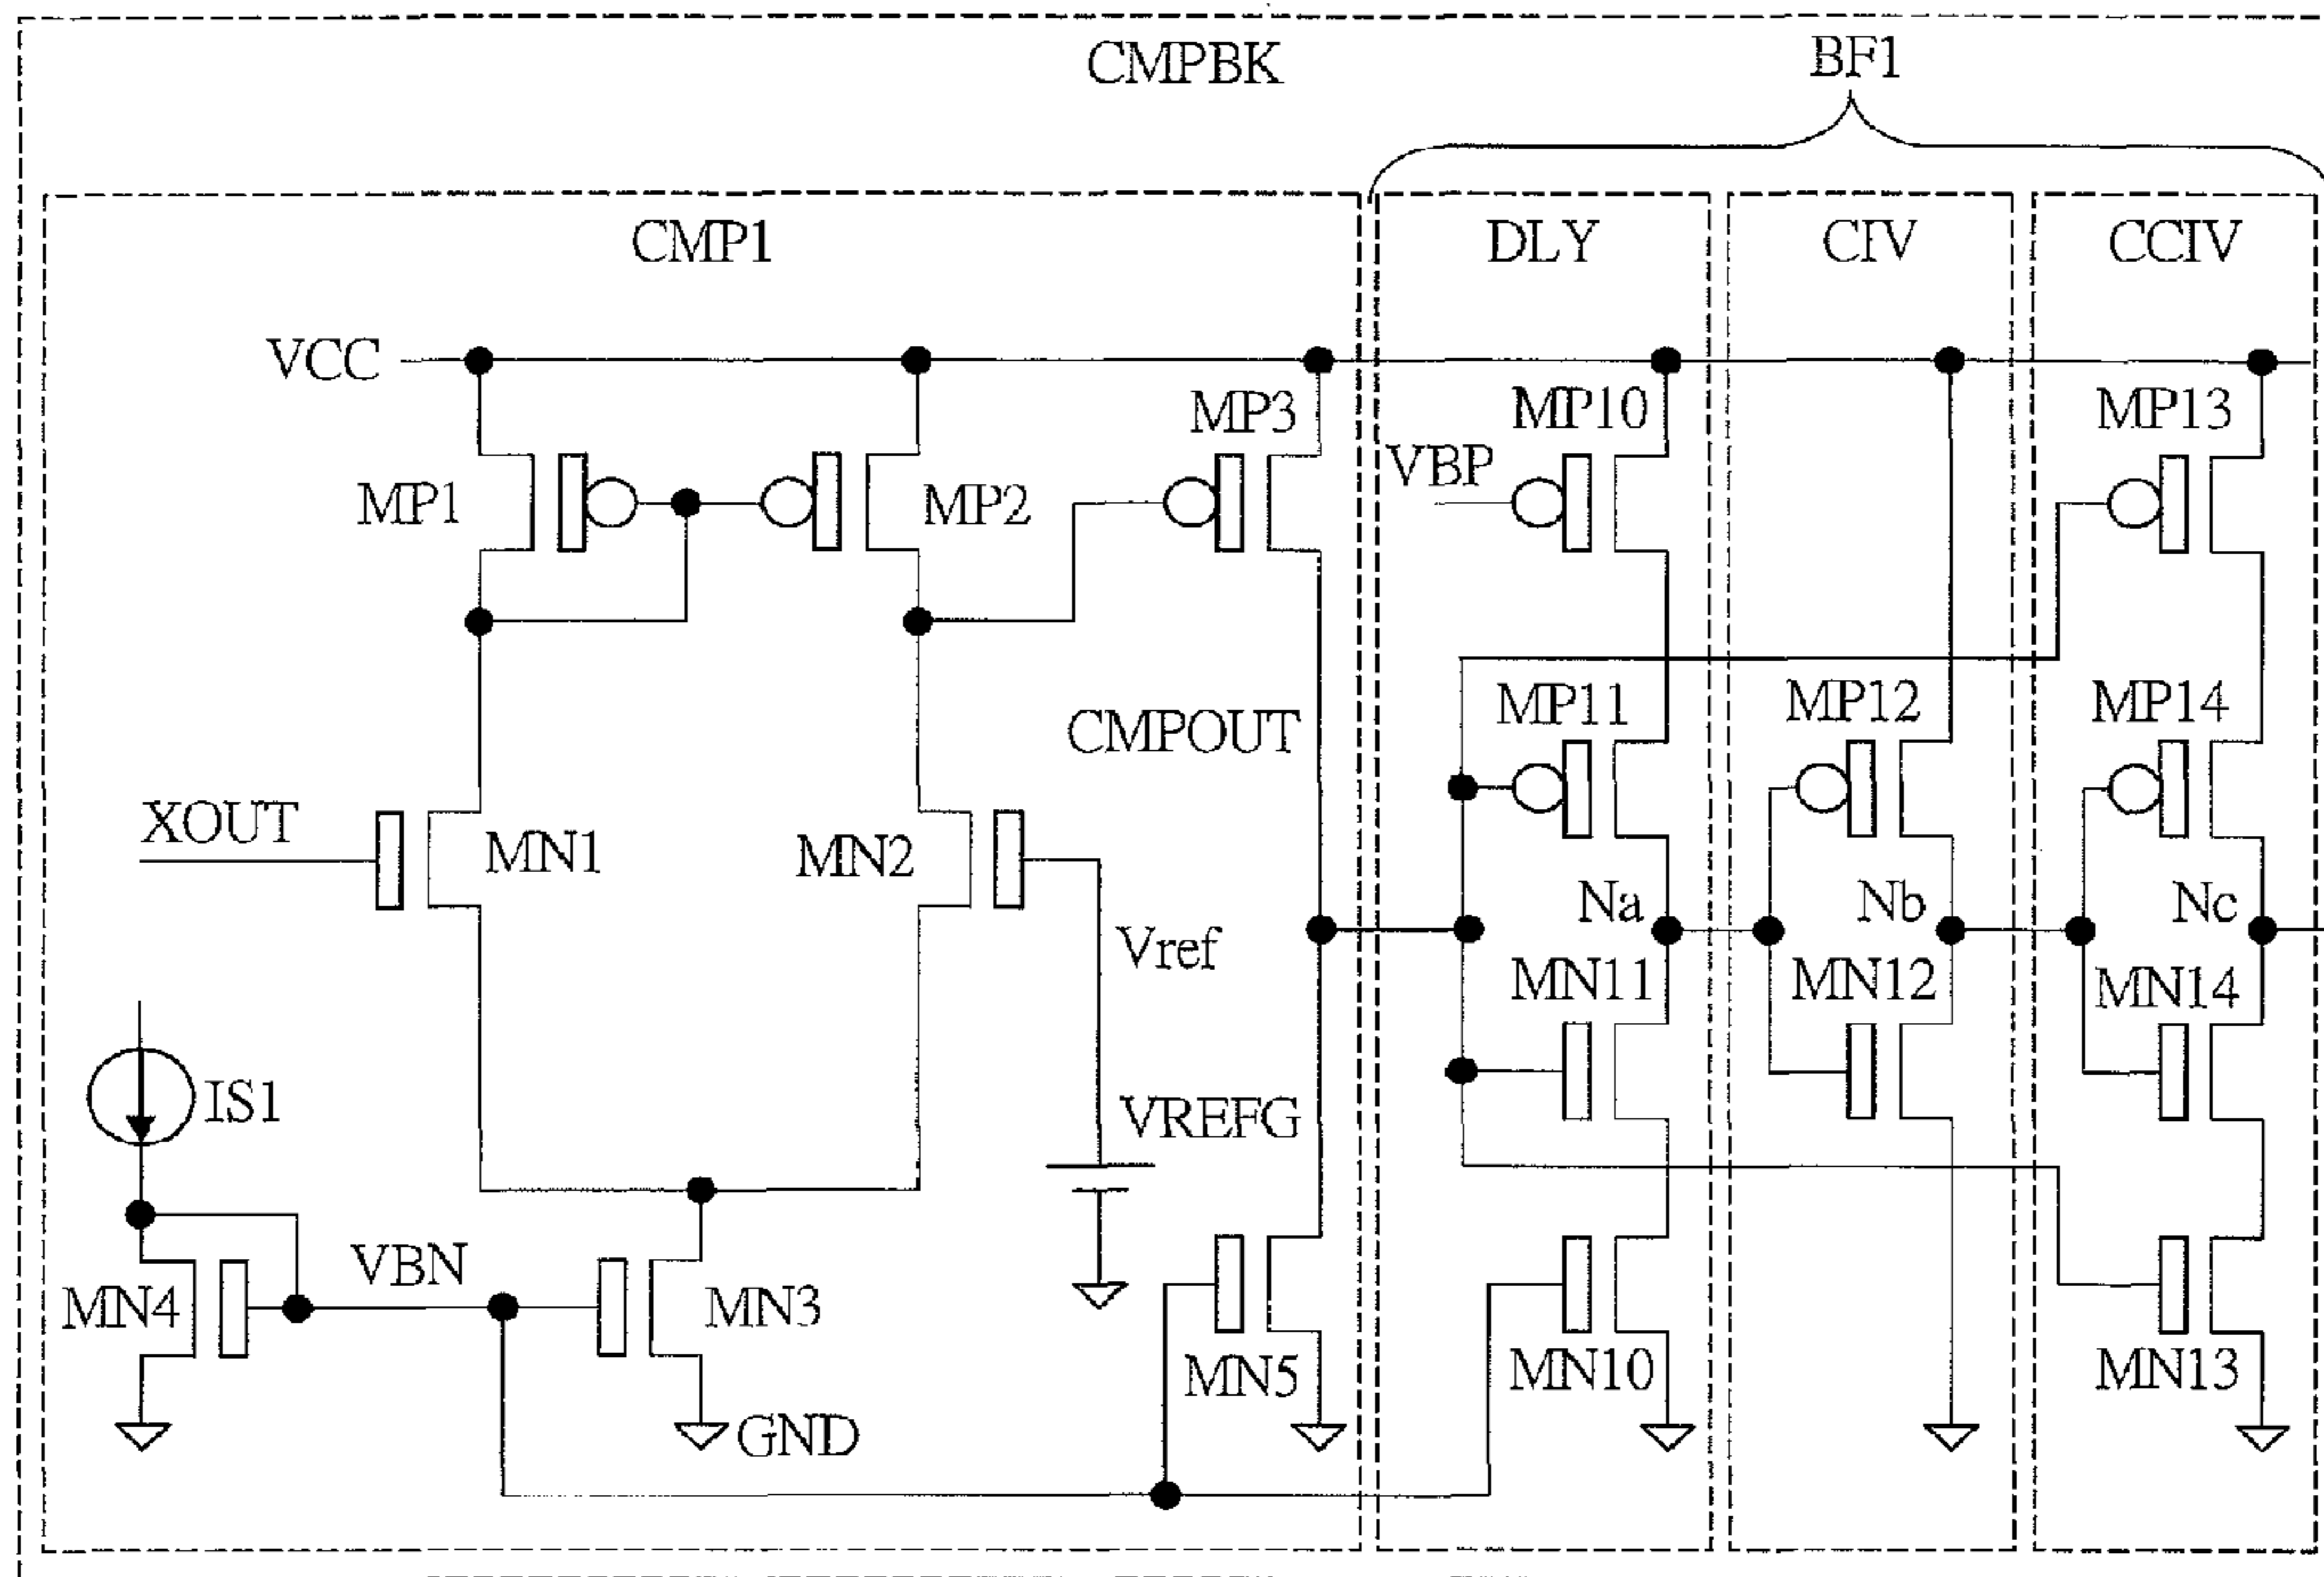 CMPBK
BF1
CMP1
DLY
CIV
CCIV
VCC
MP3
MP10
MP13
VBP
MP1
MP2
MP11
MP12
MP14
CMPOUT
XOUT
MN1
MN2
Na
Nb
Nc
Vref
MN11
MN12
MN14
IS1
VREFG
VBN
MN4
MN3
MN5
MN10
MN13
GND